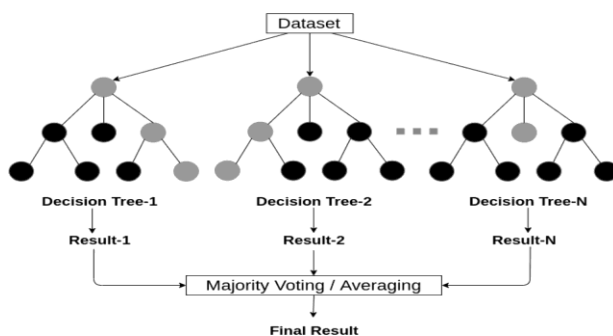 Dataset
Decision Tree-1
Decision Tree-2
Decision Tree-N
Result-1
Result-2
Result-N
Majority Voting / Averaging
Final Result